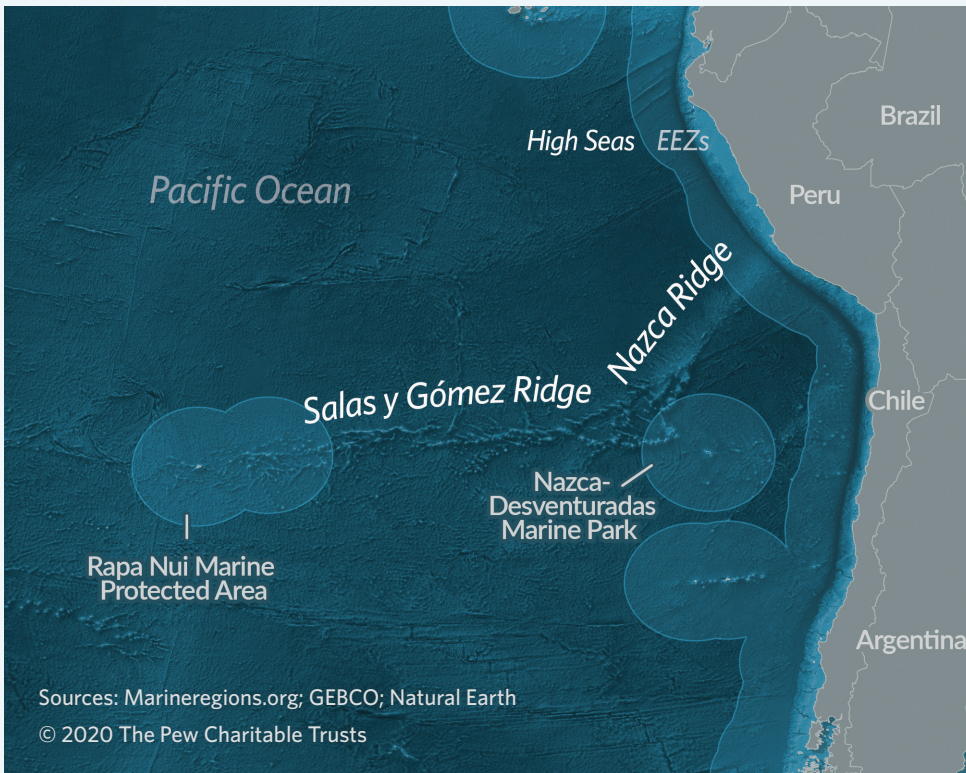 Brazil
High Seas
EEZs
Pacific Ocean
Peru
Nazca Ridge
Salas y Gómez Ridge
Chile
Nazca-
Desventuradas
Marine Park
Rapa Nui Marine
Protected Area
Argentina
Sources: Marineregions.org; GEBCO; Natural Earth
© 2020 The Pew Charitable Trusts